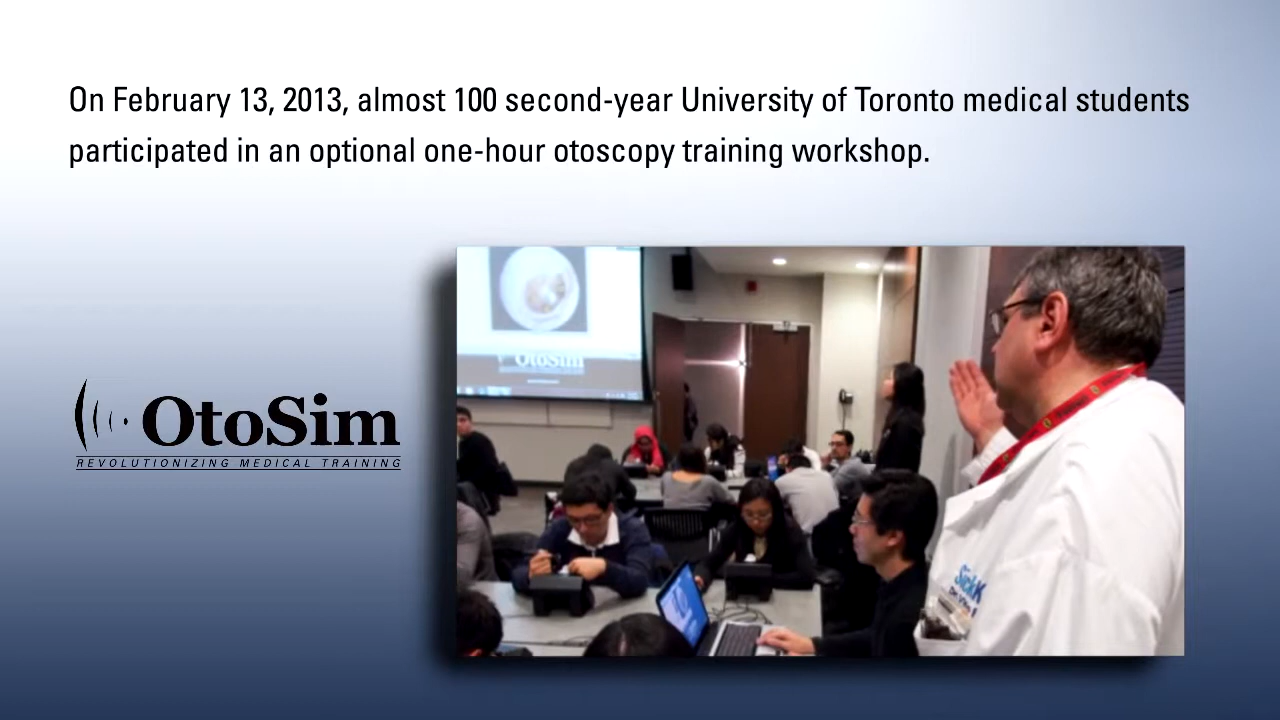 On February 13, 2013, almost 100 second-year University of Toronto medical students
participated in an optional one-hour otoscopy training workshop.
OtoSim
OtoSim
REVOLUTIONIZING MEDICAL TRAINING